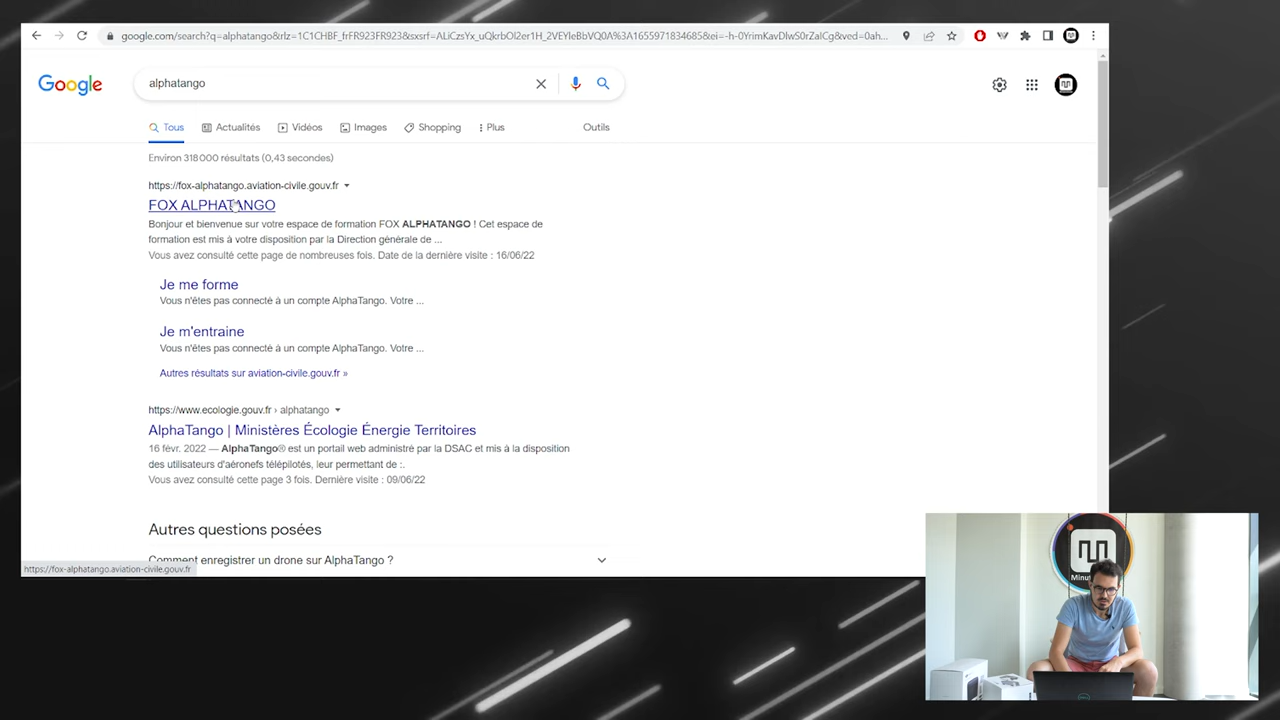 google.com/search?q=alphatango&rlz=1C1CHBF_frFR923FR923&sxsrf=ALiCzsYx_uQkrbOl2er1H_2VEYleBbVQ0A%3A1655971834685&ei=-h-0YrimKavDlwS0rZalCg&ved=0ah...
Google
alphatango
Tous Actualités Vidéos Images Shopping Plus Outils
Environ 318 000 résultats (0,43 secondes)
https://fox-alphatango.aviation-civile.gouv.fr
FOX ALPHATANGO
Bonjour et bienvenue sur votre espace de formation FOX ALPHATANGO ! Cet espace de
formation est mis à votre disposition par la Direction générale de ...
Vous avez consulté cette page de nombreuses fois. Date de la dernière visite : 16/06/22
Je me forme
Vous n'êtes pas connecté à un compte AlphaTango. Votre ...
Je m'entraine
Vous n'êtes pas connecté à un compte AlphaTango. Votre ...
Autres résultats sur aviation-civile.gouv.fr »
https://www.ecologie.gouv.fr › alphatango
AlphaTango | Ministères Écologie Énergie Territoires
16 févr. 2022 — AlphaTango® est un portail web administré par la DSAC et mis à la disposition
des utilisateurs d'aéronefs télépilotés, leur permettant de :.
Vous avez consulté cette page 3 fois. Dernière visite : 09/06/22
Autres questions posées
Comment enregistrer un drone sur AlphaTango ?
https://fox-alphatango.aviation-civile.gouv.fr